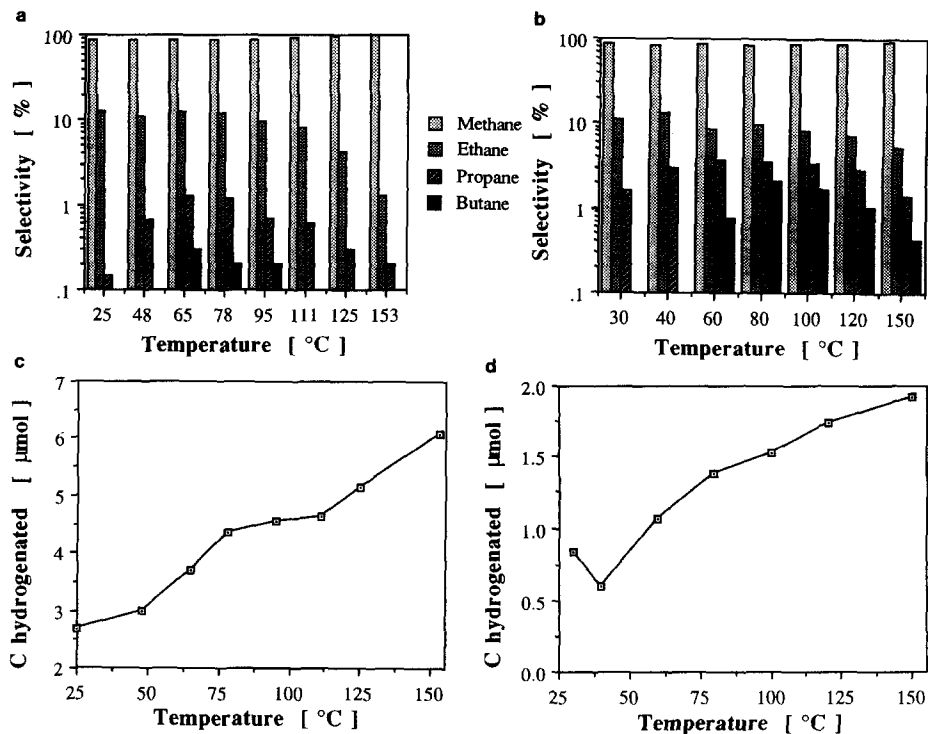 a
Selectivity [ % ]
100
10
1
.1
25 48 65 78 95 111 125 153
Temperature [ °C ]
Methane
Ethane
Propane
Butane
b
Selectivity [ % ]
100
10
1
.1
30 40 60 80 100 120 150
Temperature [ °C ]
c
C hydrogenated [ μmol ]
7
6
5
4
3
2
25 50 75 100 125 150
Temperature [ °C ]
d
C hydrogenated [ μmol ]
2.0
1.5
1.0
0.5
0.0
25 50 75 100 125 150
Temperature [ °C ]